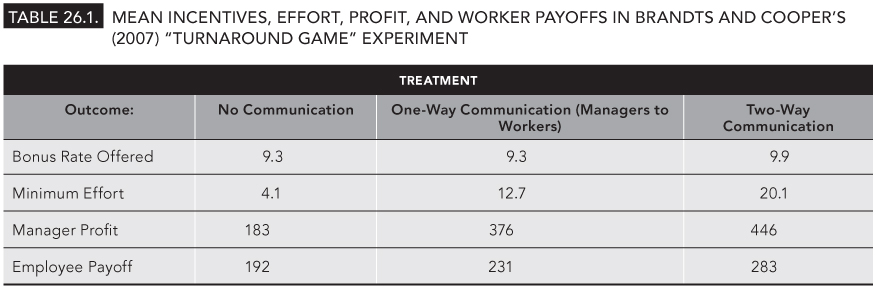 TABLE 26.1. MEAN INCENTIVES, EFFORT, PROFIT, AND WORKER PAYOFFS IN BRANDTS AND COOPER’S
(2007) “TURNAROUND GAME” EXPERIMENT
TREATMENT
Outcome: No Communication One-Way Communication (Managers to Workers) Two-Way Communication
Bonus Rate Offered 9.3 9.3 9.9
Minimum Effort 4.1 12.7 20.1
Manager Profit 183 376 446
Employee Payoff 192 231 283